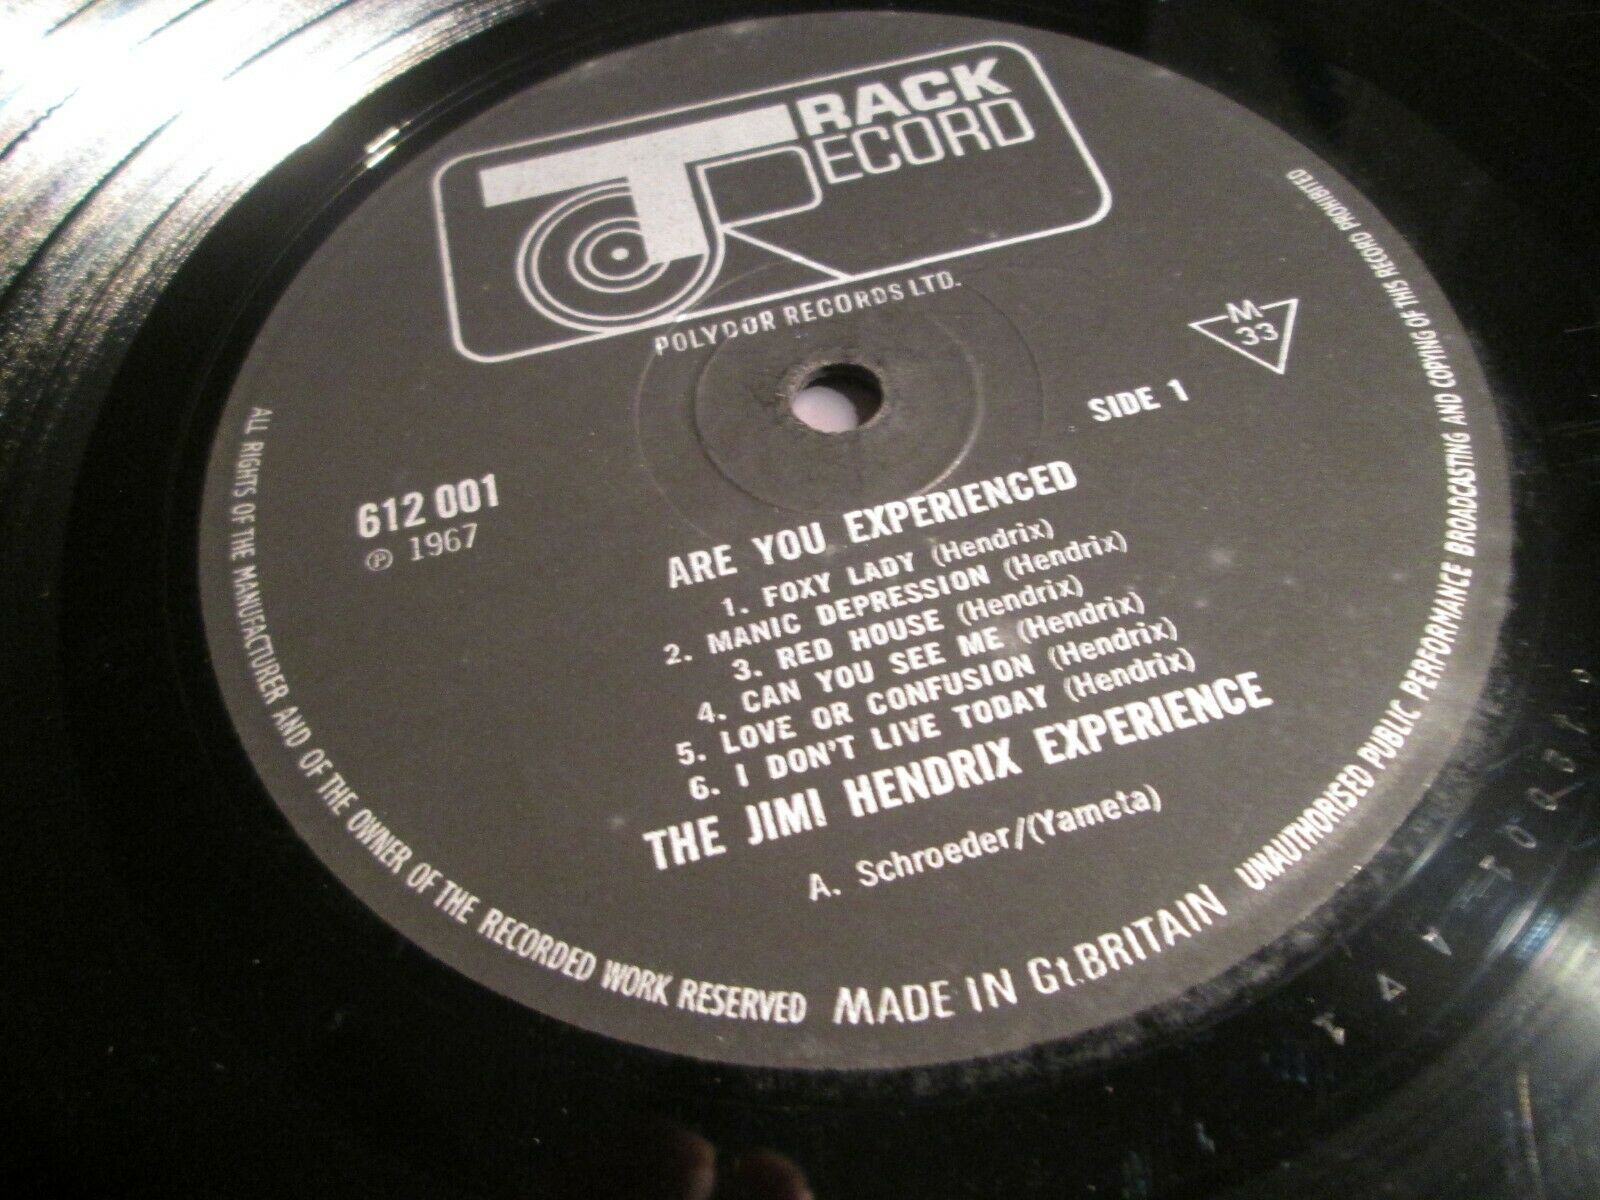 TRACK
RECORD
POLYDOR RECORDS LTD.
M
33
SIDE 1
612 001
℗ 1967
ARE YOU EXPERIENCED
1. FOXY LADY (Hendrix)
2. MANIC DEPRESSION (Hendrix)
3. RED HOUSE (Hendrix)
4. CAN YOU SEE ME (Hendrix)
5. LOVE OR CONFUSION (Hendrix)
6. I DON'T LIVE TODAY (Hendrix)
THE JIMI HENDRIX EXPERIENCE
A. Schroeder/(Yameta)
ALL RIGHTS OF THE MANUFACTURER AND OF THE OWNER OF THE RECORDED WORK RESERVED
MADE IN Gt.BRITAIN
UNAUTHORISED PUBLIC PERFORMANCE BROADCASTING AND COPYING OF THIS RECORD PROHIBITED